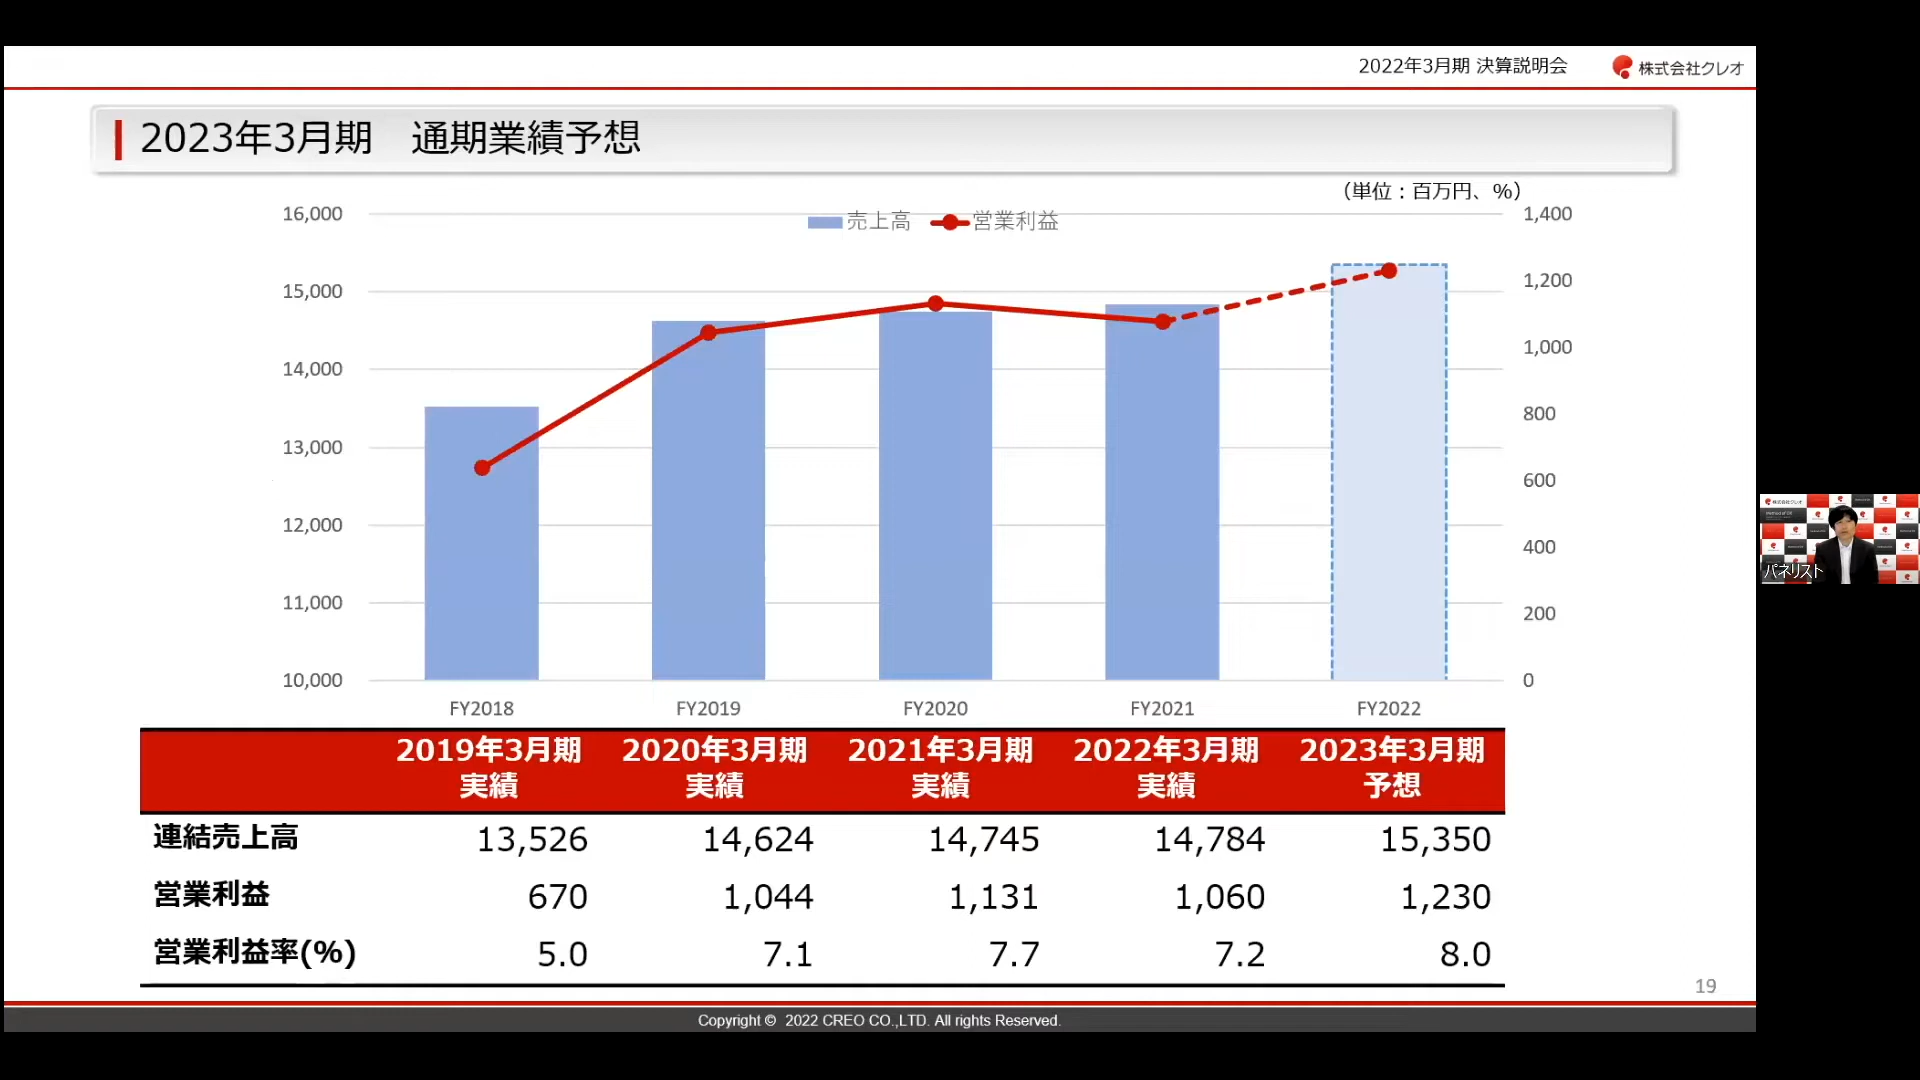 2022年3月期 決算説明会
株式会社クレオ
2023年3月期 通期業績予想
（単位：百万円、%）
売上高 営業利益
16,000
15,000
14,000
13,000
12,000
11,000
10,000
1,400
1,200
1,000
800
600
400
200
0
FY2018 FY2019 FY2020 FY2021 FY2022
2019年3月期 2020年3月期 2021年3月期 2022年3月期 2023年3月期
実績 実績 実績 実績 予想
連結売上高 13,526 14,624 14,745 14,784 15,350
営業利益 670 1,044 1,131 1,060 1,230
営業利益率(%) 5.0 7.1 7.7 7.2 8.0
19
Copyright © 2022 CREO CO.,LTD. All rights Reserved.
株式会社クレオ
パネリスト